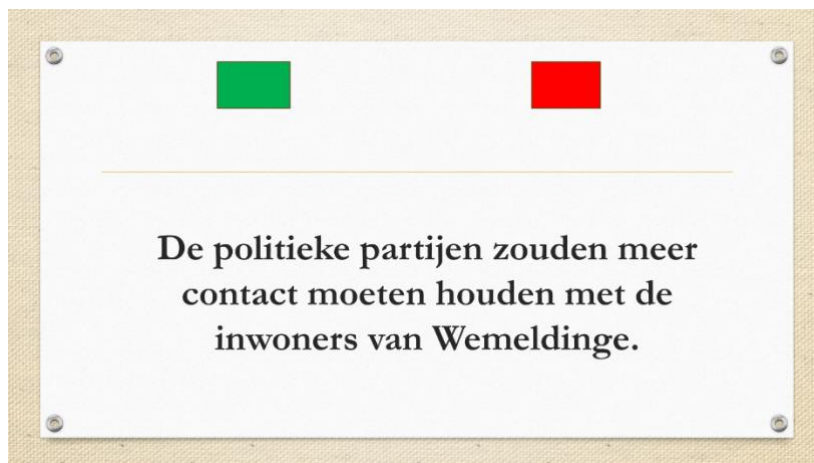 De politieke partijen zouden meer
contact moeten houden met de
inwoners van Wemeldinge.